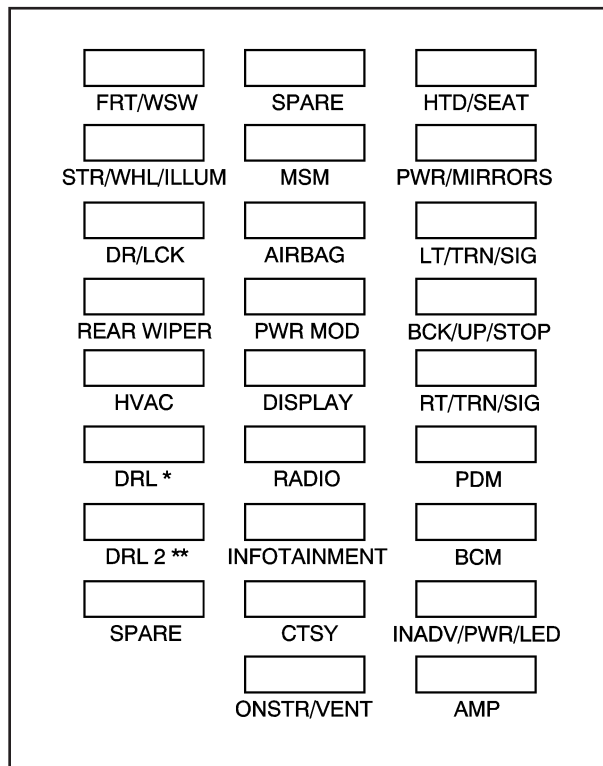 FRT/WSW SPARE HTD/SEAT
STR/WHL/ILLUM MSM PWR/MIRRORS
DR/LCK AIRBAG LT/TRN/SIG
REAR WIPER PWR MOD BCK/UP/STOP
HVAC DISPLAY RT/TRN/SIG
DRL * RADIO PDM
DRL 2 ** INFOTAINMENT BCM
SPARE CTSY INADV/PWR/LED
ONSTR/VENT AMP